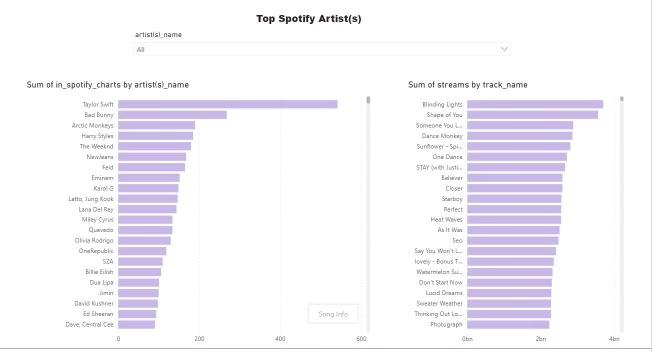 Top Spotify Artist(s)
artist(s)_name
All
Sum of in_spotify_charts by artist(s)_name
Taylor Swift
Bad Bunny
Arctic Monkeys
Harry Styles
The Weeknd
NewJeans
Feid
Eminem
Karol G
Latto, Jung Kook
Lana Del Rey
Miley Cyrus
Quevedo
Olivia Rodrigo
OneRepublic
SZA
Billie Eilish
Dua Lipa
Jimin
David Kushner
Ed Sheeran
Dave, Central Cee
0 200 400 600
Song Info
Sum of streams by track_name
Blinding Lights
Shape of You
Someone You L...
Dance Monkey
Sunflower - Spi...
One Dance
STAY (with Justi...
Believer
Closer
Starboy
Perfect
Heat Waves
As It Was
Seo
Say You Won't L...
lovely - Bonus T...
Watermelon Su...
Don't Start Now
Lucid Dreams
Sweater Weather
Thinking Out Lo...
Photograph
0bn 2bn 4bn